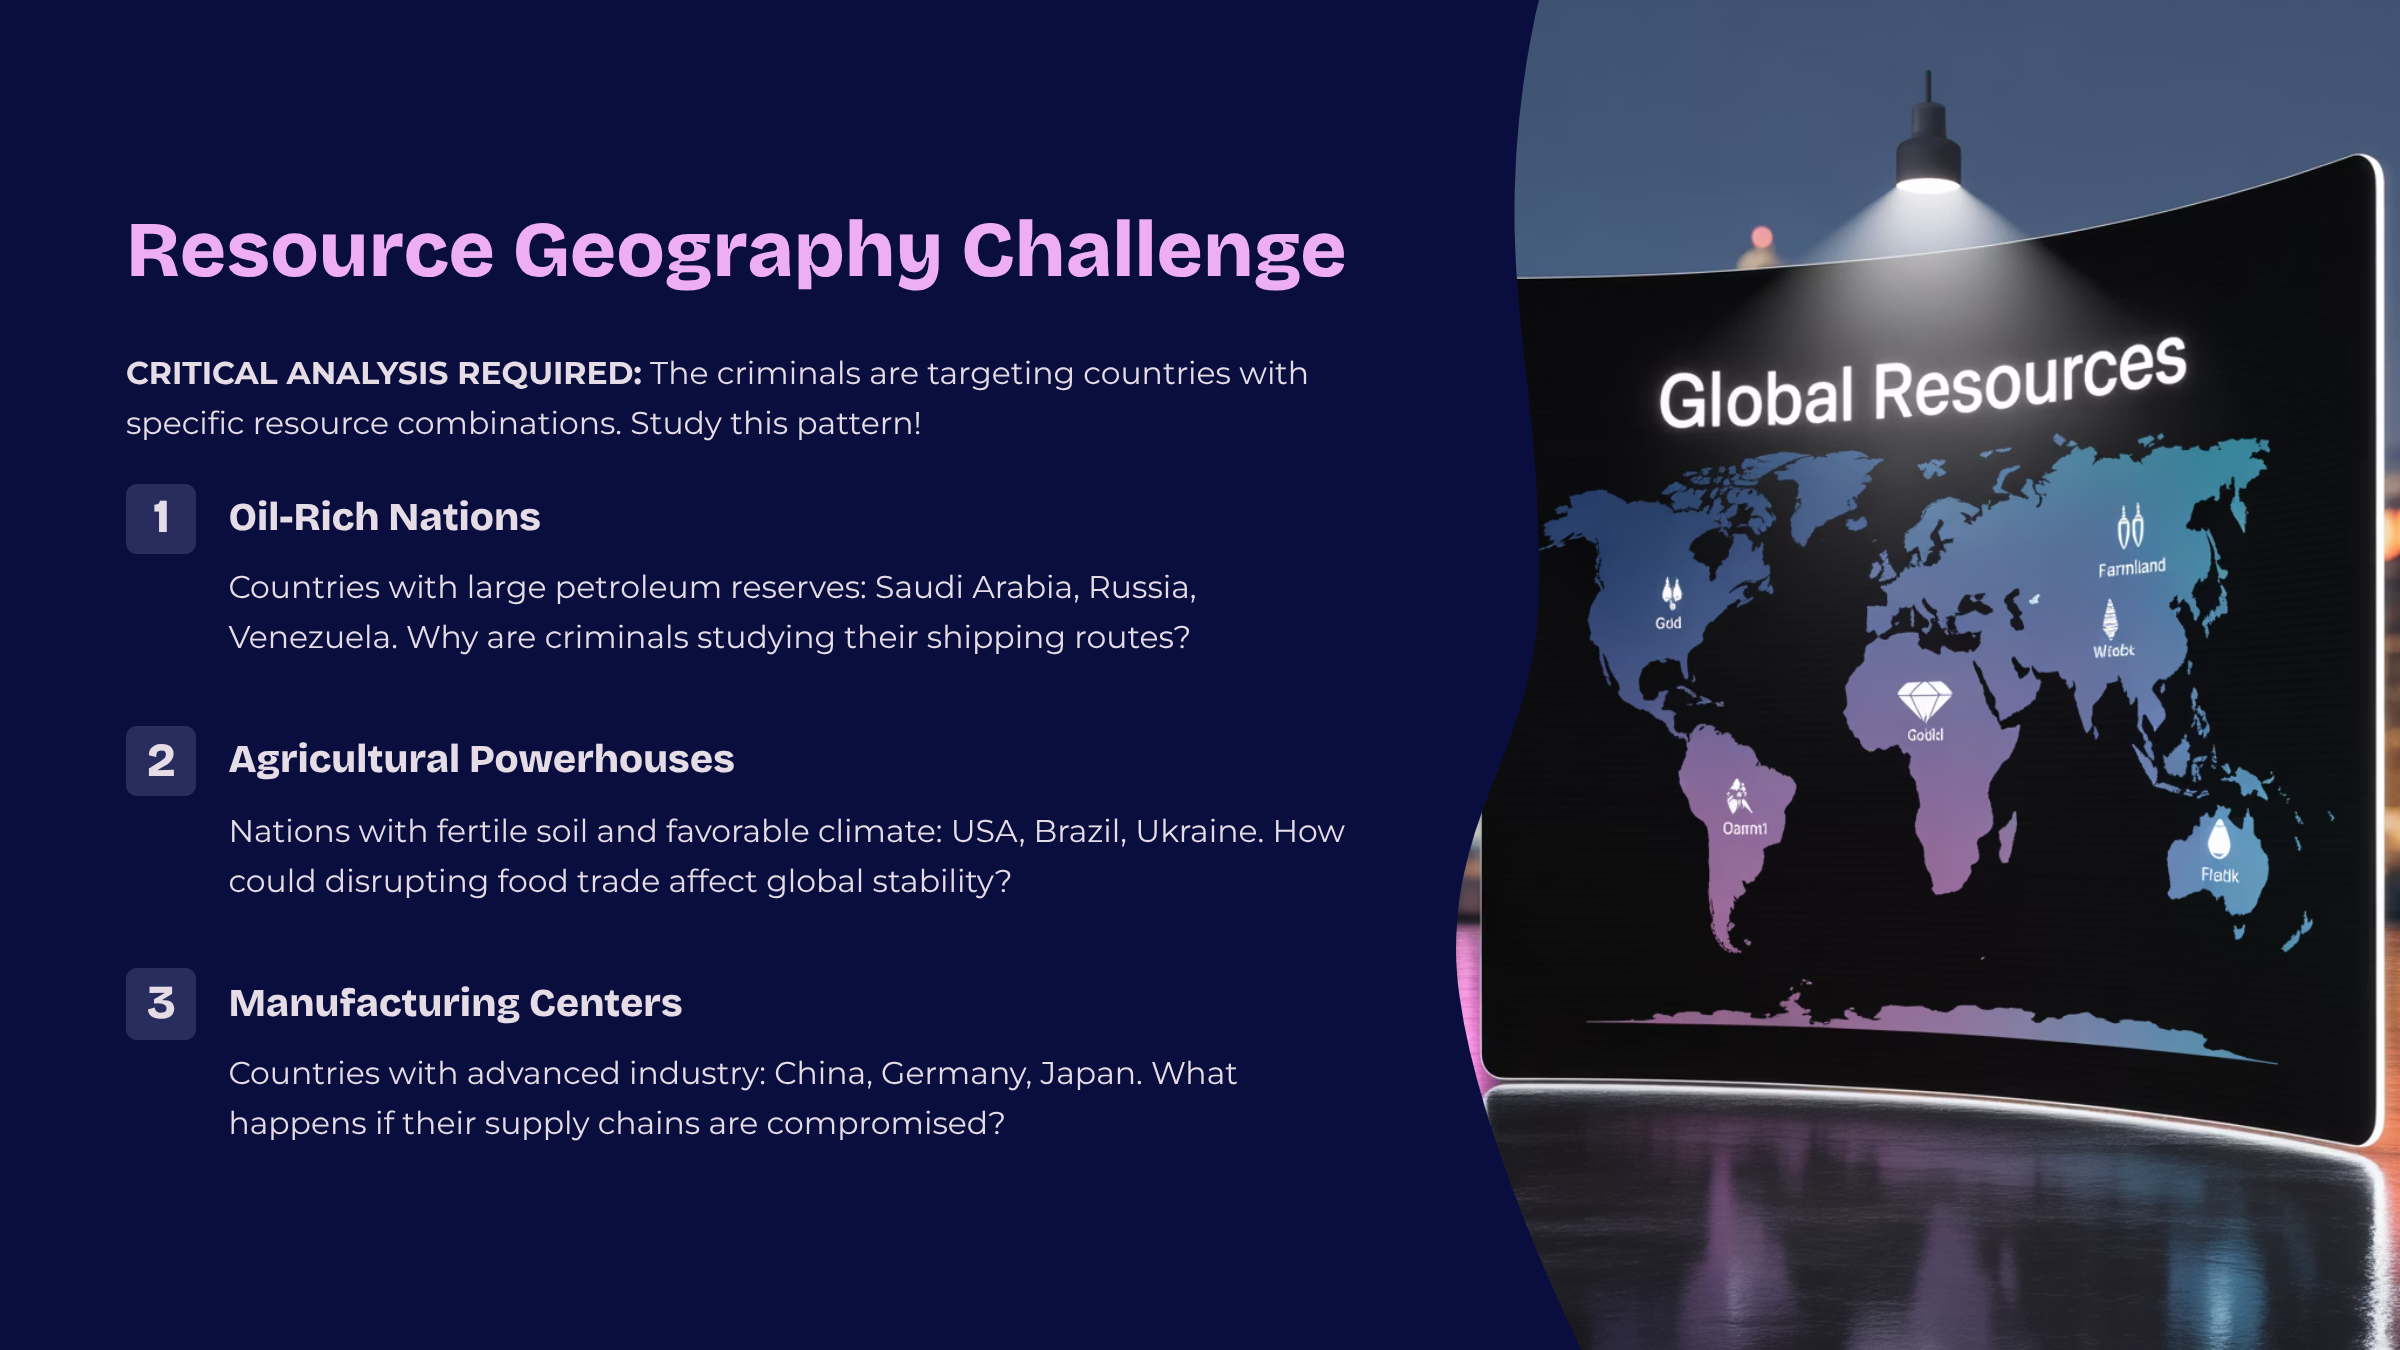 Resource Geography Challenge
CRITICAL ANALYSIS REQUIRED: The criminals are targeting countries with
specific resource combinations. Study this pattern!
1
Oil-Rich Nations
Countries with large petroleum reserves: Saudi Arabia, Russia,
Venezuela. Why are criminals studying their shipping routes?
2
Agricultural Powerhouses
Nations with fertile soil and favorable climate: USA, Brazil, Ukraine. How
could disrupting food trade affect global stability?
3
Manufacturing Centers
Countries with advanced industry: China, Germany, Japan. What
happens if their supply chains are compromised?
Global Resources